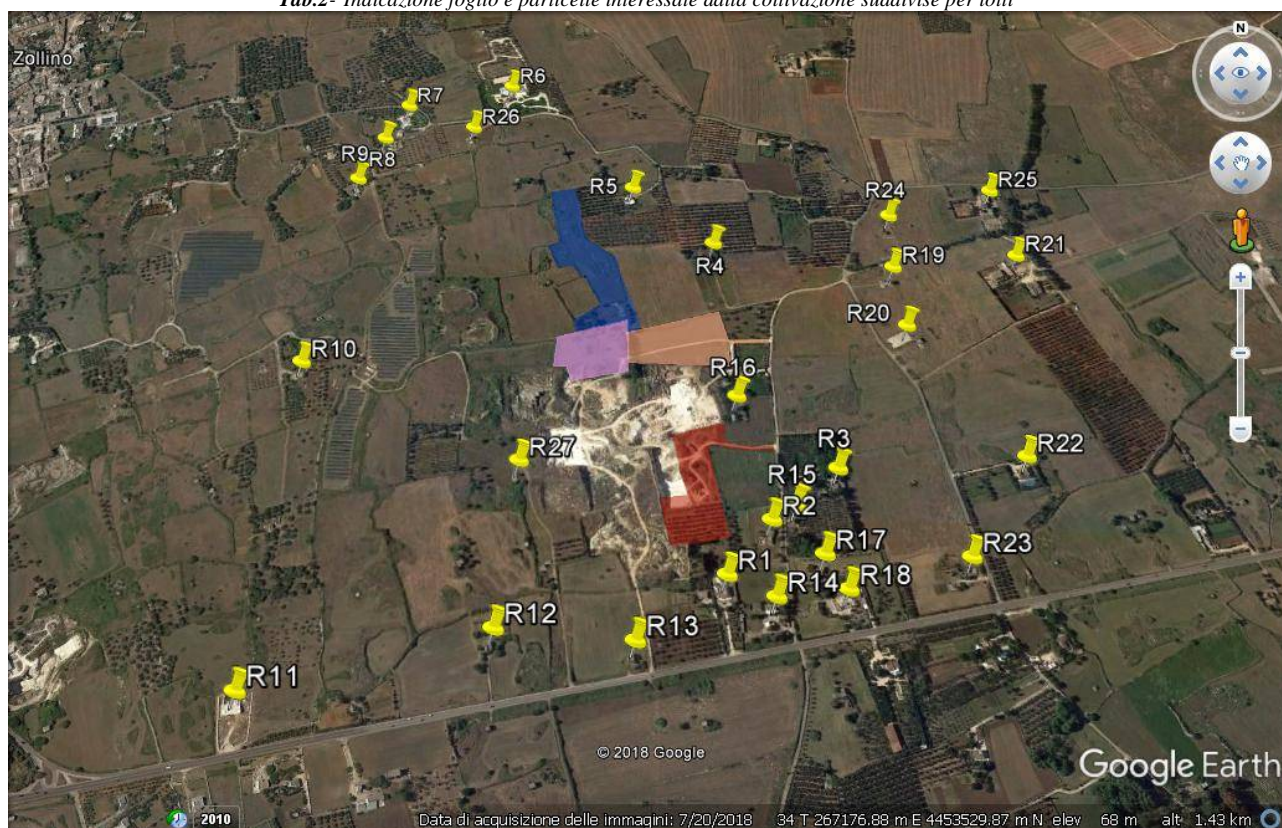 Tab.2- Indicazione foglio e particelle interessate dalla coltivazione suddivise per lotti
Zollino
N
R6
R7
R26
R9
R8
R5
R25
R24
R4
R19
R21
R20
R10
R16
R27
R3
R22
R15
R2
R17
R23
R1
R14
R18
R12
R13
R11
© 2018 Google
Google Earth
2010
Data di acquisizione delle immagini: 7/20/2018 34 T 267176.88 m E 4453529.87 m N elev 68 m alt 1.43 km